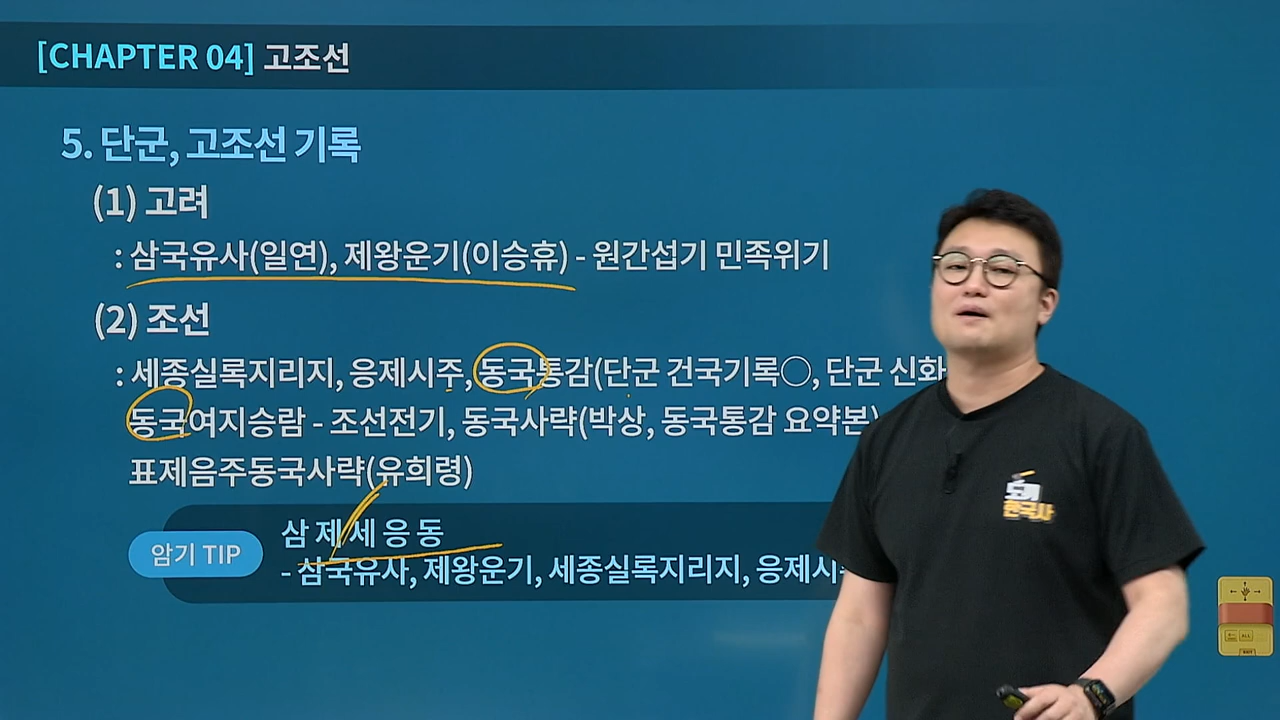 [CHAPTER 04] 고조선
5. 단군, 고조선 기록
(1) 고려
: 삼국유사(일연), 제왕운기(이승휴) - 원간섭기 민족위기
(2) 조선
: 세종실록지리지, 응제시주, 동국통감(단군 건국기록○, 단군 신화
동국여지승람 - 조선전기, 동국사략(박상, 동국통감 요약본)
표제음주동국사략(유희령)
암기 TIP
삼 제 세 응 동
- 삼국유사, 제왕운기, 세종실록지리지, 응제시
한국사
ALL
EXIT